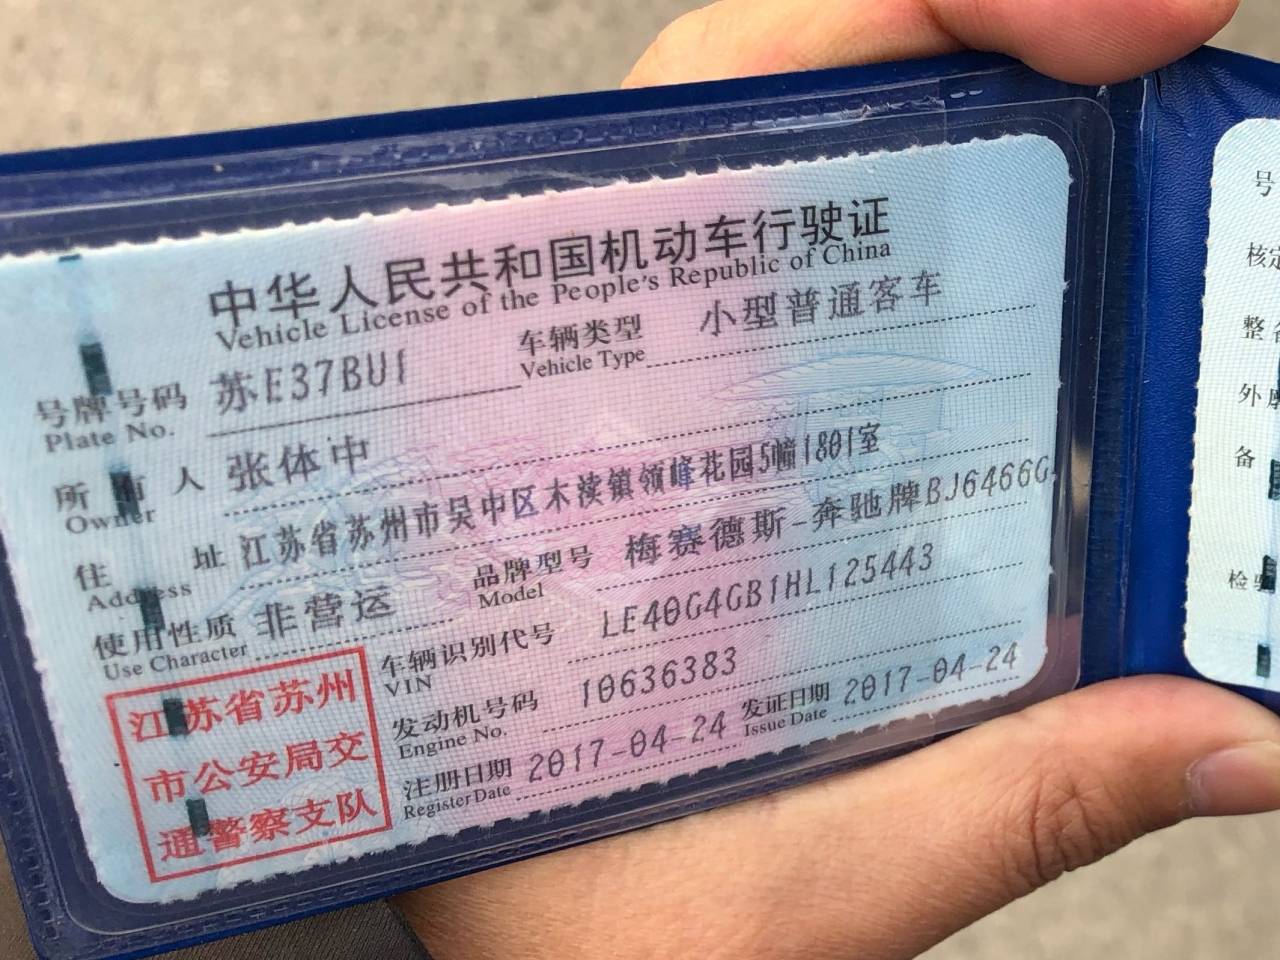 中华人民共和国机动车行驶证
Vehicle License of the People's Republic of China
号牌号码 苏E37BU1 车辆类型 小型普通客车
Plate No. Vehicle Type
所有人 张体中
Owner
住址 江苏省苏州市吴中区木渎镇领峰花园5幢1801室
Address
使用性质 非营运 品牌型号 梅赛德斯-奔驰牌BJ6466G
Use Character Model
车辆识别代号 LE40G4GB1HL125443
VIN
发动机号码 10636383
Engine No.
注册日期 2017-04-24 发证日期 2017-04-24
Register Date Issue Date
江苏省苏州
市公安局交
通警察支队
号
核定
整
外
备
检验